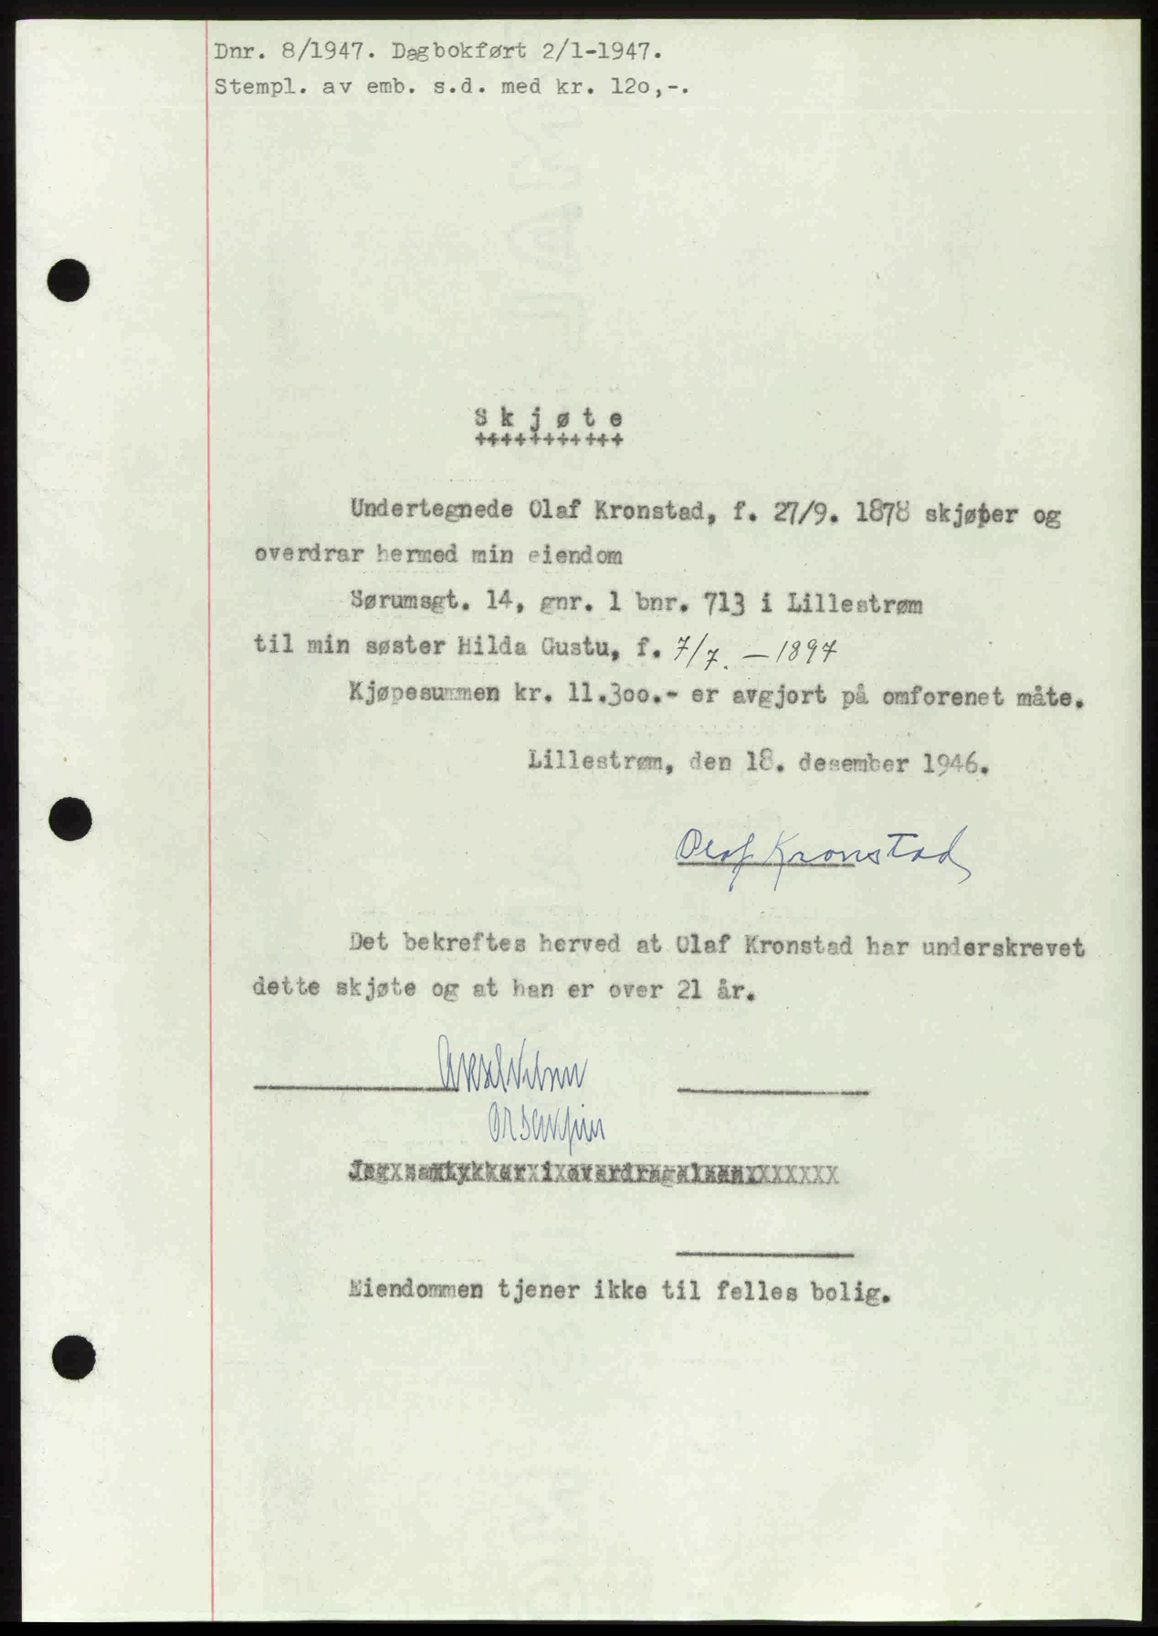 Dnr. 8/1947. Dagbokført 2/1-1947.
Stempl. av emb. s.d. med kr. 12o,-.
S k j ø t e
+++++++++++
Undertegnede Olaf Kronstad, f. 27/9. 1878 skjøter og
overdrar hermed min eiendom
Sørumsgt. 14, gnr. 1 bnr. 713 i Lillestrøm
til min søster Hilda Gustu, f. 7/7. — 1897
Kjøpesummen kr. 11.3oo.- er avgjort på omforenet måte.
Lillestrøm, den 18. desember 1946.
Olaf Kronstad
Det bekreftes herved at Olaf Kronstad har underskrevet
dette skjøte og at han er over 21 år.
Jeg samtykker i overdragelsen
Eiendommen tjener ikke til felles bolig.